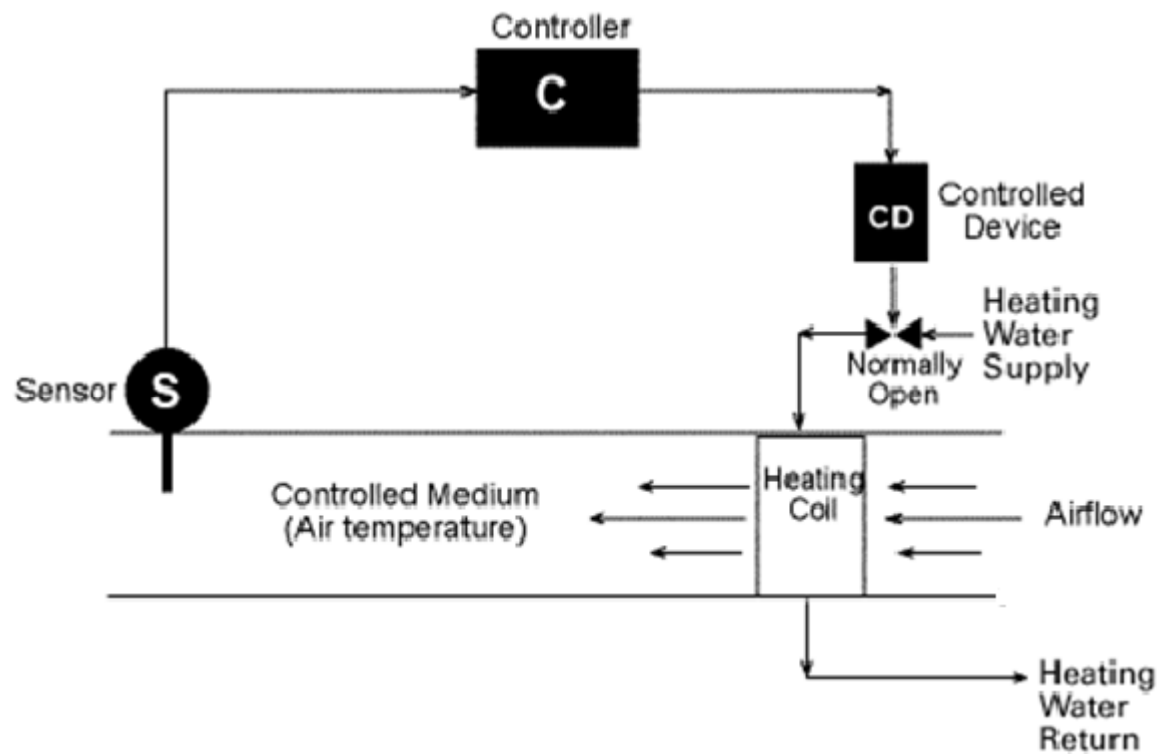 Controller
C
Controlled
Device
CD
Heating
Water
Supply
Normally
Open
Sensor
S
Heating
Coil
Controlled Medium
(Air temperature)
Airflow
Heating
Water
Return